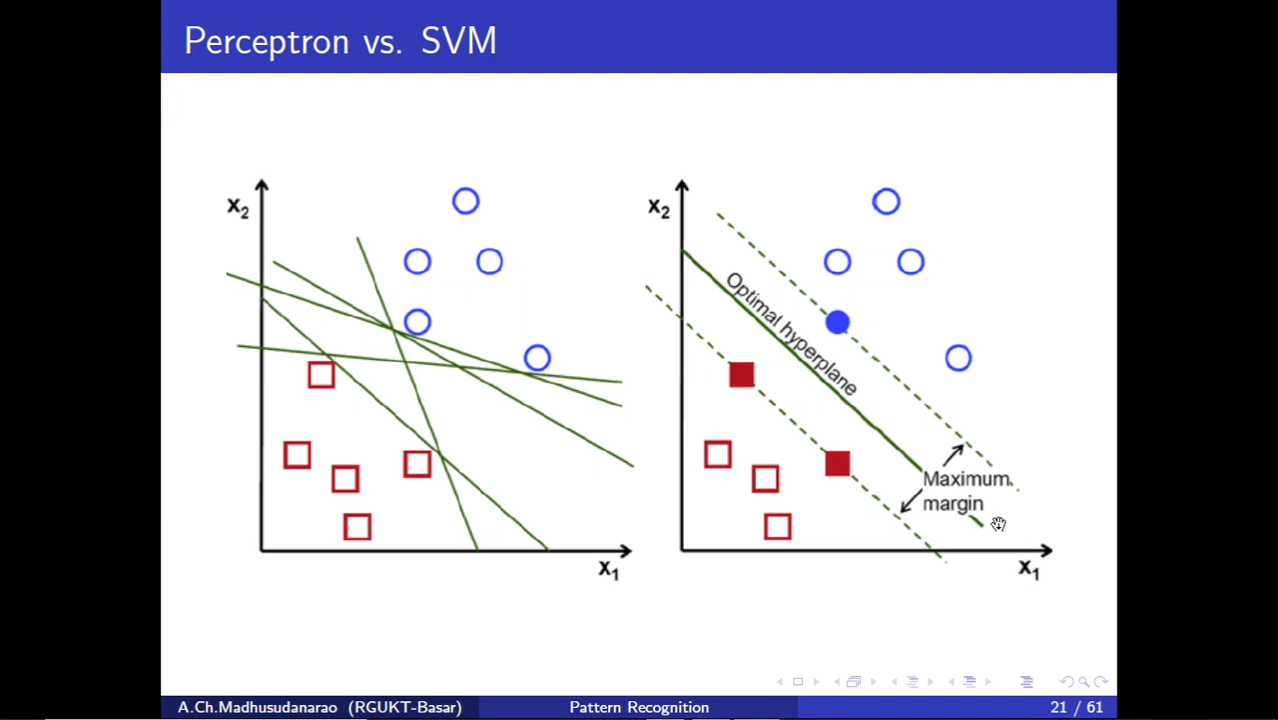 Perceptron vs. SVM
x₂
x₁
x₂
Optimal hyperplane
Maximum
margin
x₁
A.Ch.Madhusudanarao (RGUKT-Basar)
Pattern Recognition
21 / 61